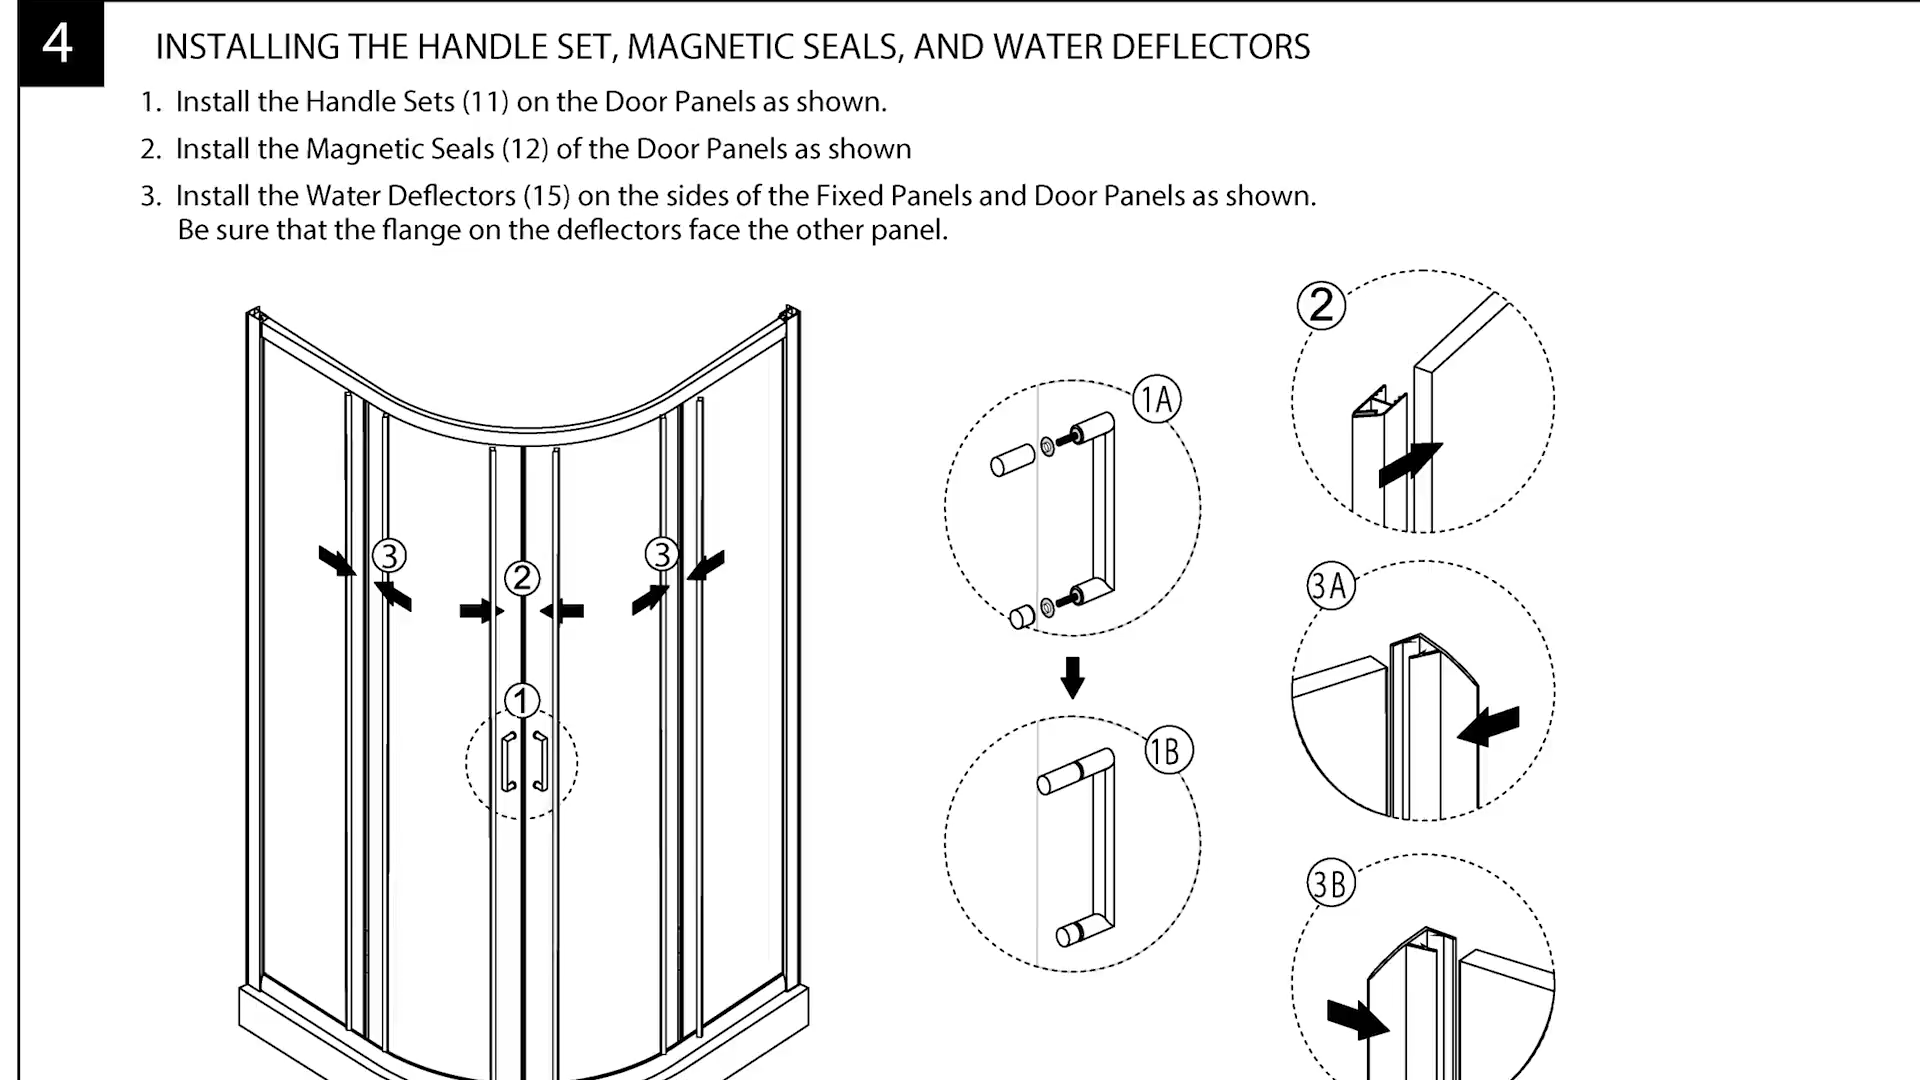 4
INSTALLING THE HANDLE SET, MAGNETIC SEALS, AND WATER DEFLECTORS
1. Install the Handle Sets (11) on the Door Panels as shown.
2. Install the Magnetic Seals (12) of the Door Panels as shown
3. Install the Water Deflectors (15) on the sides of the Fixed Panels and Door Panels as shown.
Be sure that the flange on the deflectors face the other panel.
2
1A
3
3
2
3A
1
1B
3B